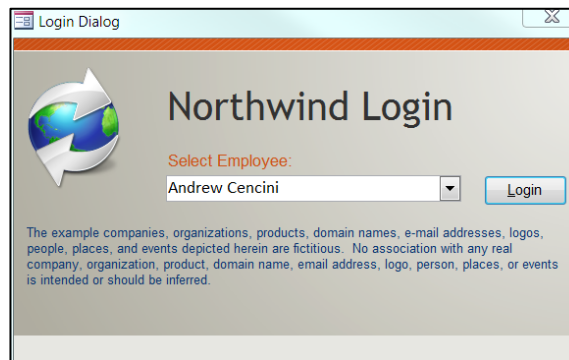 Login Dialog
Northwind Login
Select Employee:
Andrew Cencini
Login
The example companies, organizations, products, domain names, e-mail addresses, logos,
people, places, and events depicted herein are fictitious.  No association with any real
company, organization, product, domain name, email address, logo, person, places, or events
is intended or should be inferred.